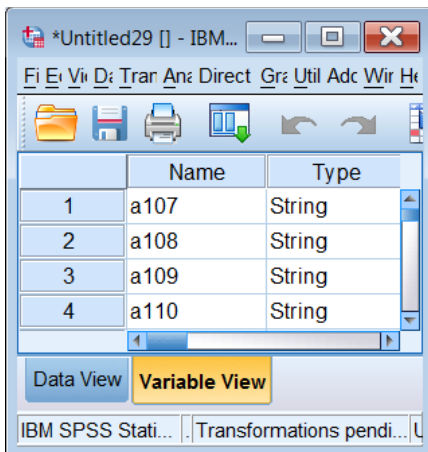 *Untitled29 [] - IBM...
Fi Ei Vi Da Tran Ana Direct Gra Util Adc Wir He
Name Type
1 a107 String
2 a108 String
3 a109 String
4 a110 String
Data View Variable View
IBM SPSS Stati... . Transformations pendi... U